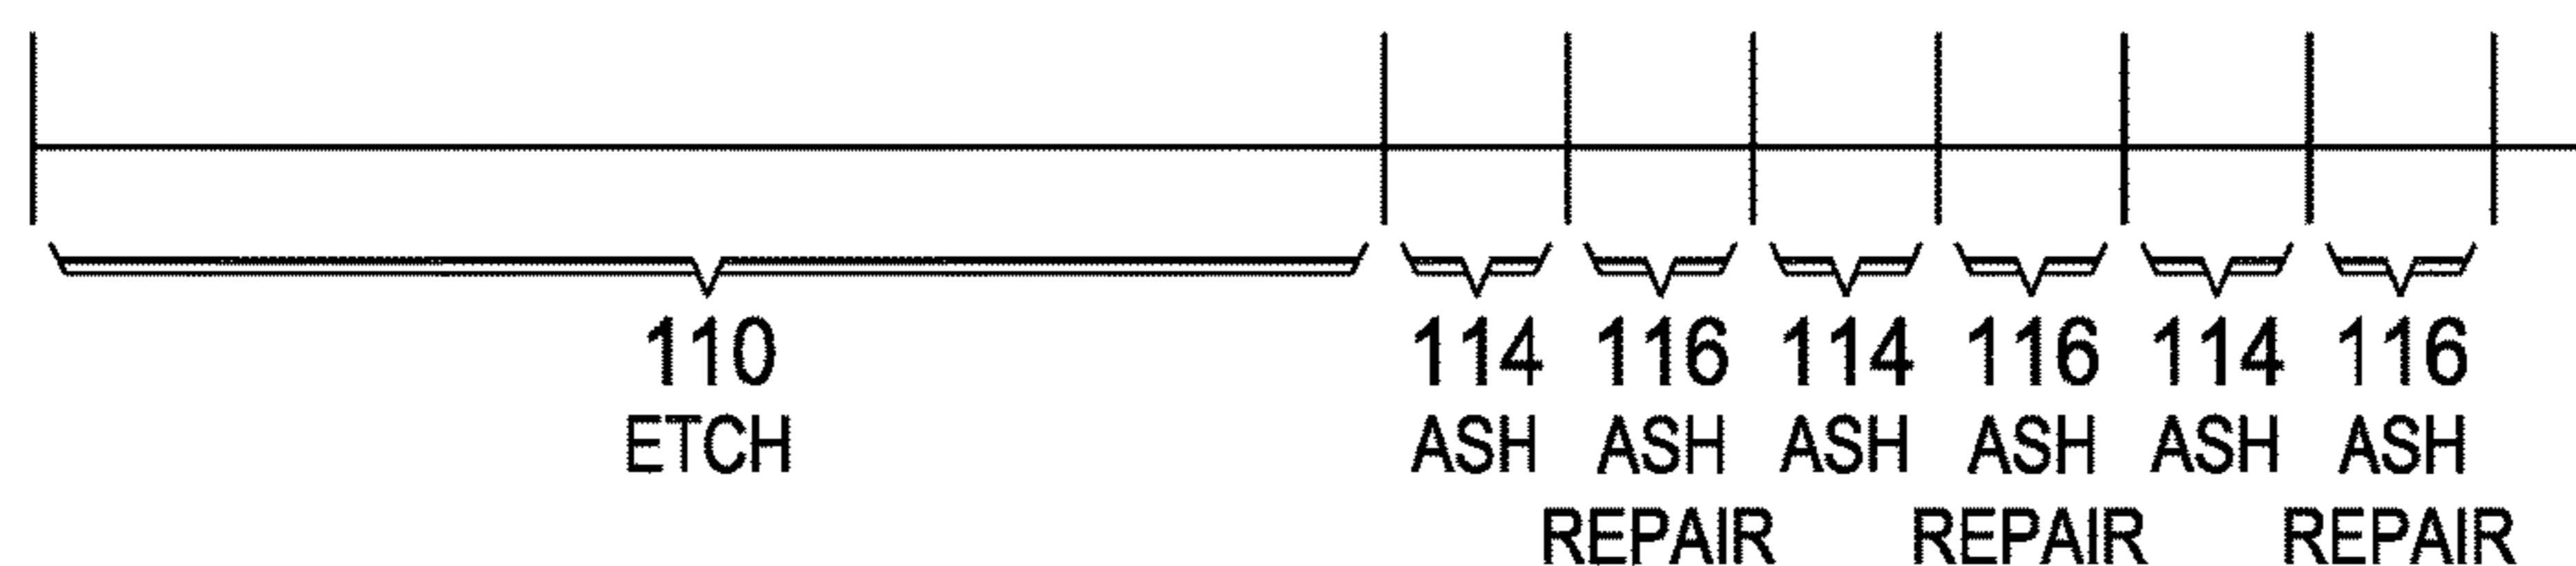 110 114 116 114 116 114 116
ETCH ASH ASH ASH ASH ASH ASH
REPAIR REPAIR REPAIR